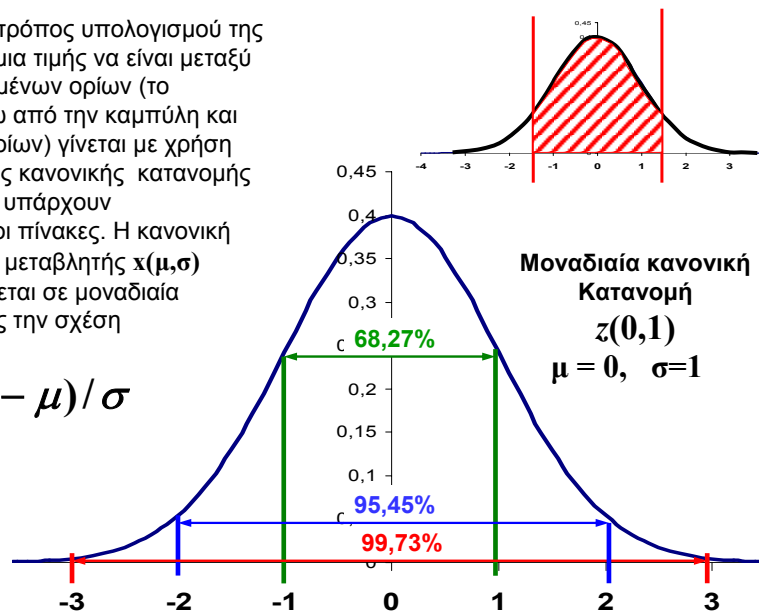 τρόπος υπολογισμού της
μια τιμής να είναι μεταξύ
μένων ορίων (το
από την καμπύλη και
ρίων) γίνεται με χρήση
ς κανονικής κατανομής
υπάρχουν
οι πίνακες. Η κανονική
μεταβλητής x(μ,σ)
εται σε μοναδιαία
ς την σχέση
− μ)/σ
0,45
-4 -3 -2 -1 0 1 2 3
0,45
0,4
0,35
0,3
68,27%
0,2
0,15
0,1
95,45%
99,73%
0
-3 -2 -1 0 1 2 3
Μοναδιαία κανονική
Κατανομή
z(0,1)
μ = 0, σ=1